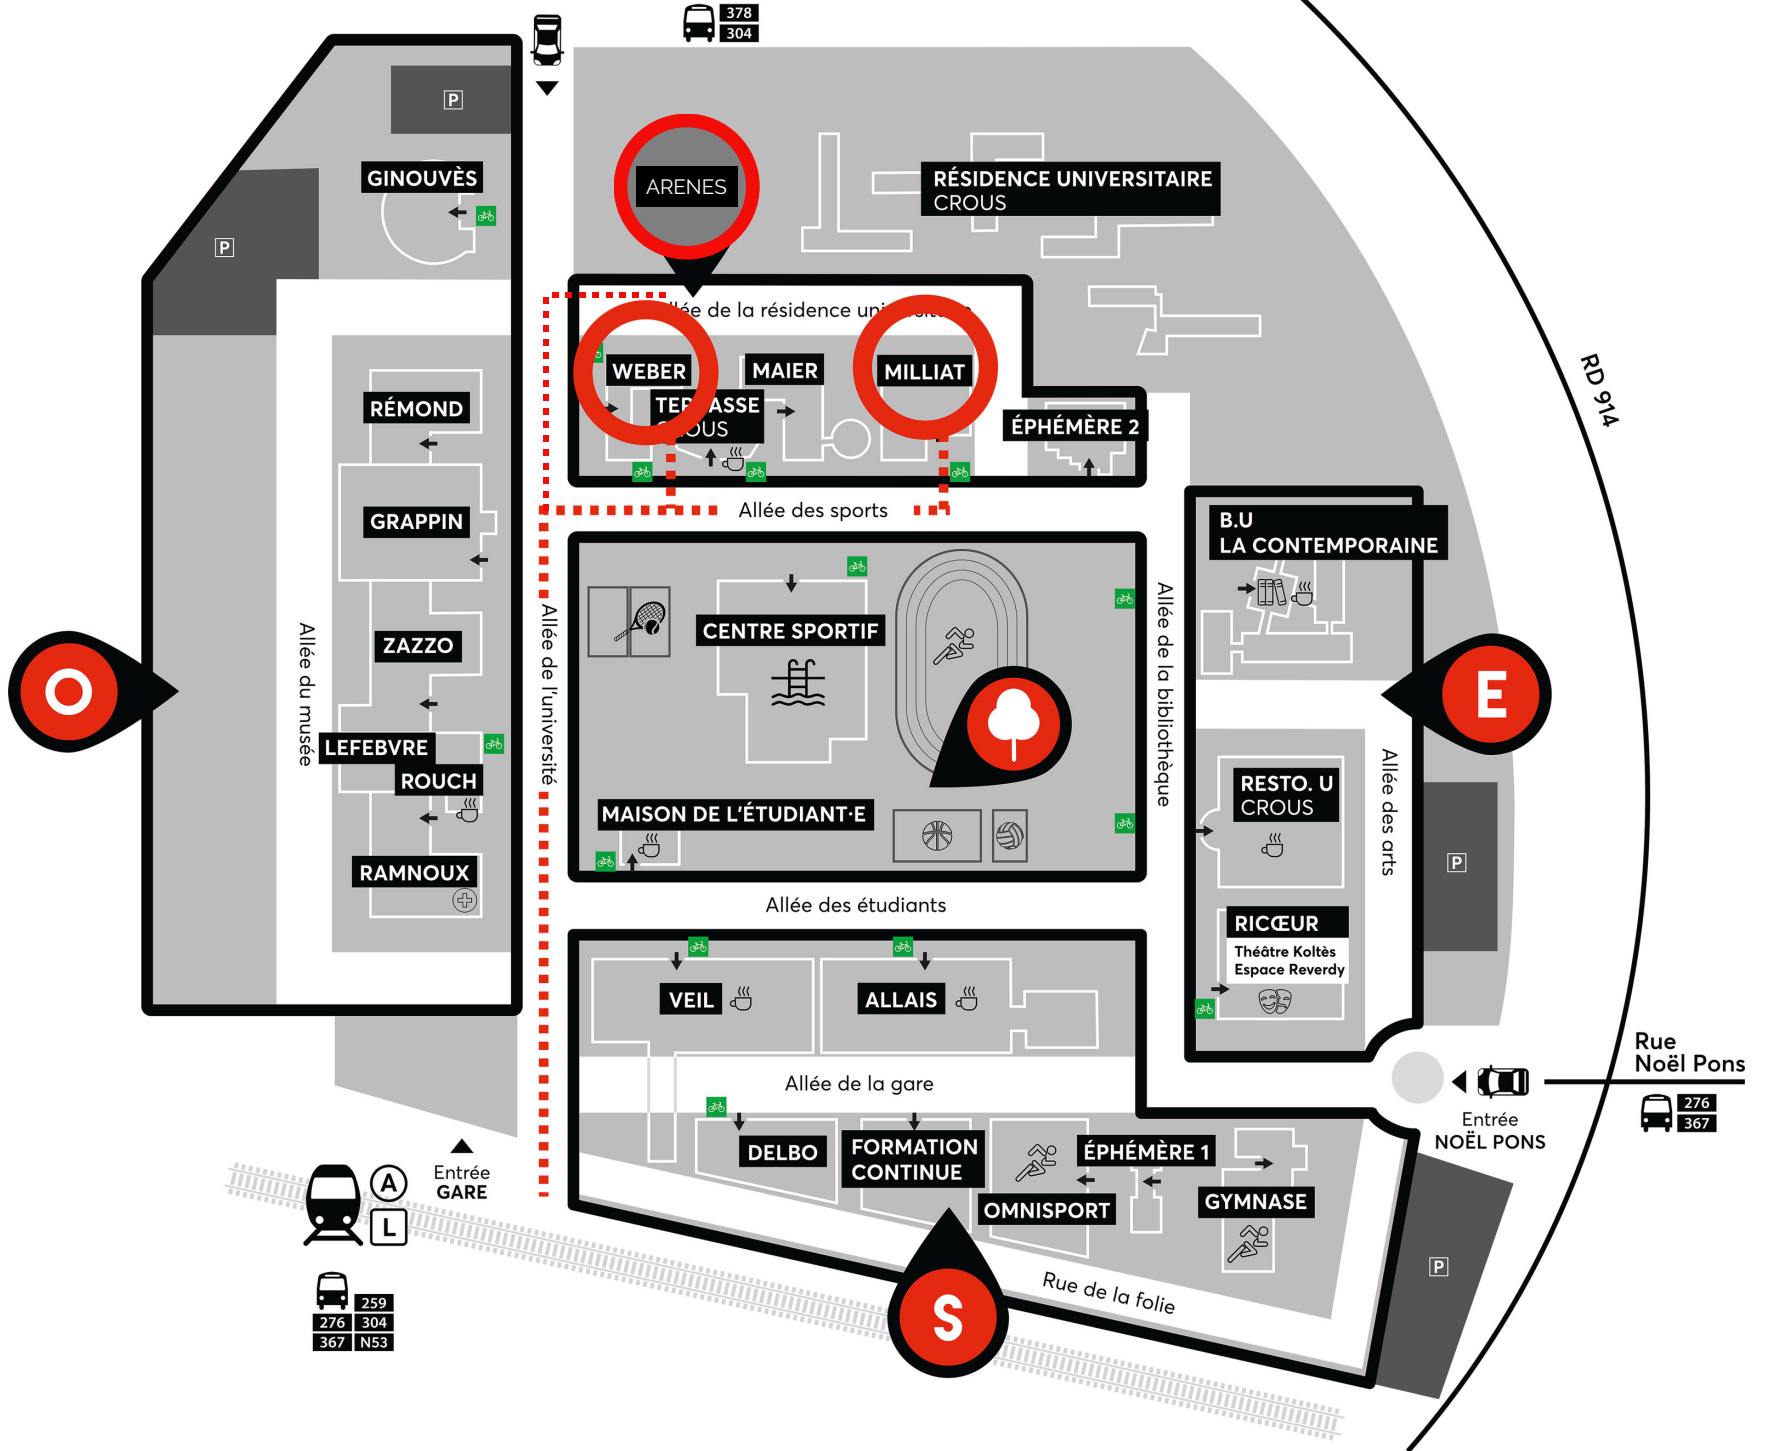 378
304
P
GINOUVÈS
P
ARENES
RÉSIDENCE UNIVERSITAIRE
CROUS
RD 914
WEBER
MAIER
MILLIAT
CROUS
ÉPHÉMÈRE 2
RÉMOND
GRAPPIN
ZAZZO
LEFEBVRE
ROUCH
RAMNOUX
Allée du musée
Allée de l'université
Allée des sports
CENTRE SPORTIF
MAISON DE L'ÉTUDIANT·E
Allée de la bibliothèque
B.U
LA CONTEMPORAINE
O
E
RESTO. U
CROUS
Allée des arts
P
RICŒUR
Théâtre Koltès
Espace Reverdy
Allée des étudiants
VEIL
ALLAIS
Allée de la gare
DELBO
FORMATION
CONTINUE
ÉPHÉMÈRE 1
OMNISPORT
GYMNASE
Rue de la folie
S
P
Rue
Noël Pons
Entrée
NOËL PONS
276
367
Entrée
GARE
A
L
259
276 304
367 N53